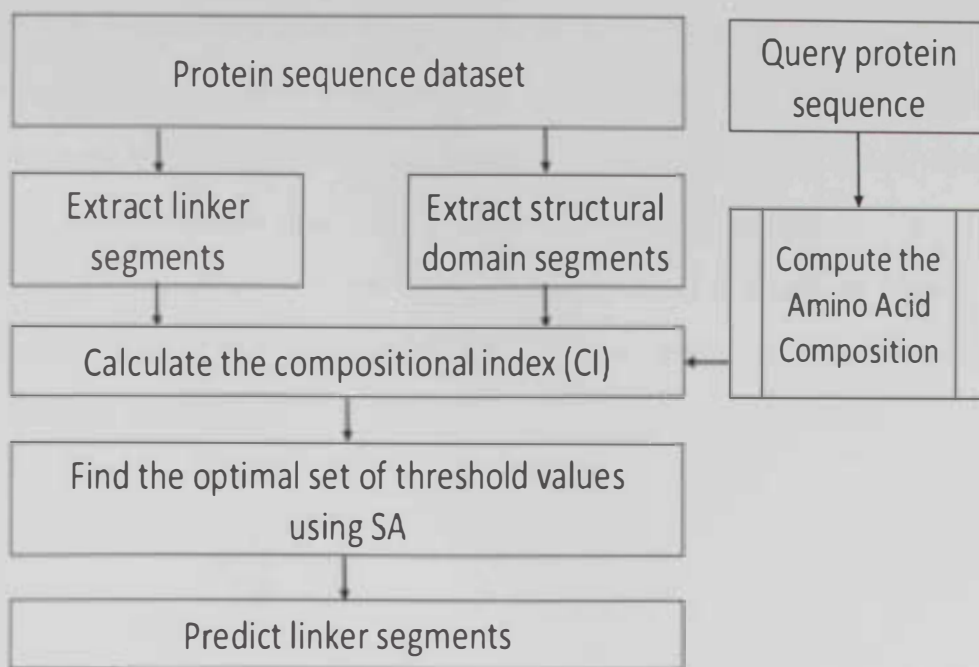 Protein sequence dataset
Query protein
sequence
Extract linker
segments
Extract structural
domain segments
Compute the
Amino Acid
Composition
Calculate the compositional index (CI)
Find the optimal set of threshold values
using SA
Predict linker segments